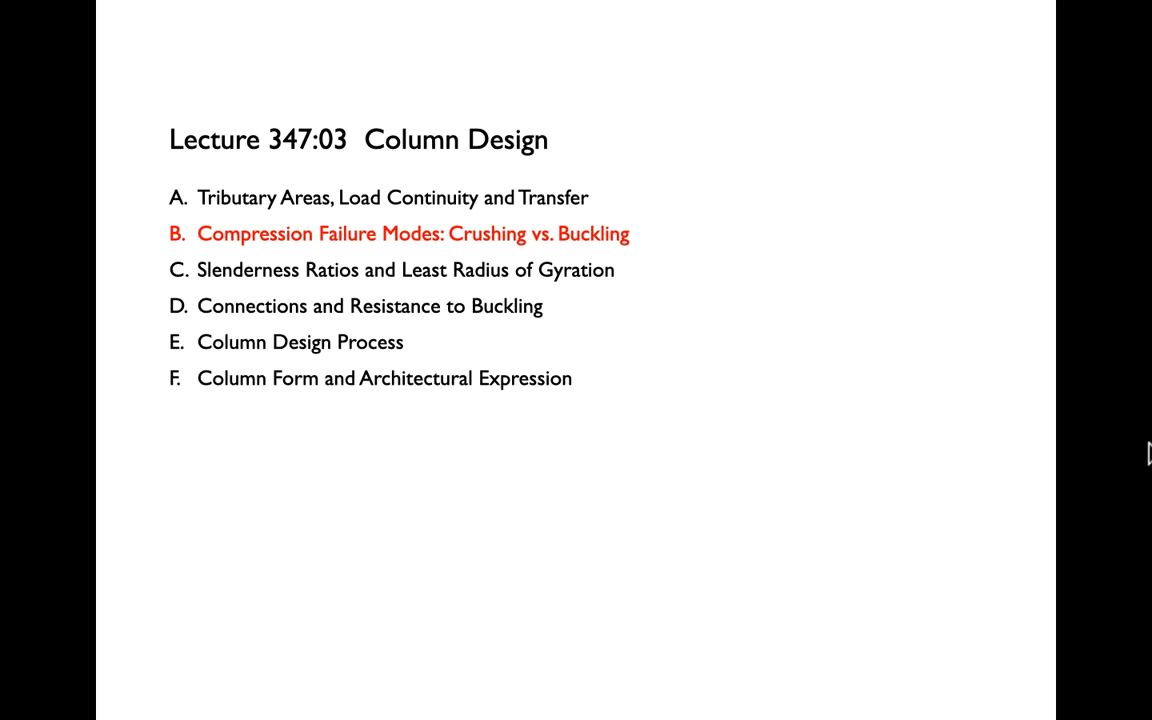 Lecture 347:03 Column Design
A. Tributary Areas, Load Continuity and Transfer
B. Compression Failure Modes: Crushing vs. Buckling
C. Slenderness Ratios and Least Radius of Gyration
D. Connections and Resistance to Buckling
E. Column Design Process
F. Column Form and Architectural Expression